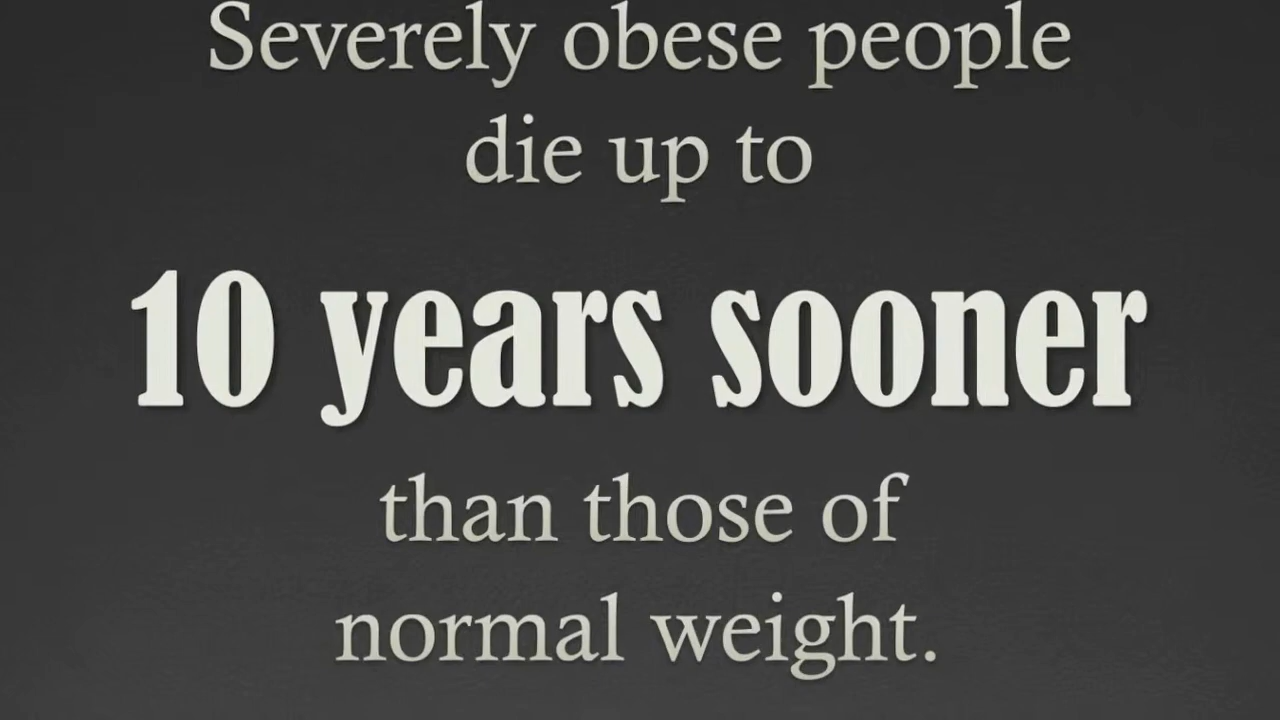 Severely obese people
die up to
10 years sooner
than those of
normal weight.